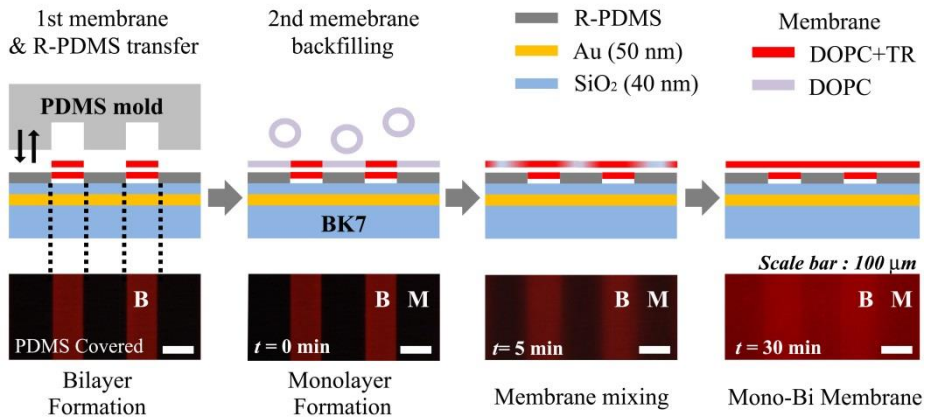 1st membrane
& R-PDMS transfer
2nd memebrane
backfilling
R-PDMS
Au (50 nm)
SiO₂ (40 nm)
Membrane
DOPC+TR
DOPC
PDMS mold
BK7
Scale bar : 100 μm
B
PDMS Covered
B M
t = 0 min
B M
t= 5 min
B M
t= 30 min
Bilayer
Formation
Monolayer
Formation
Membrane mixing
Mono-Bi Membrane